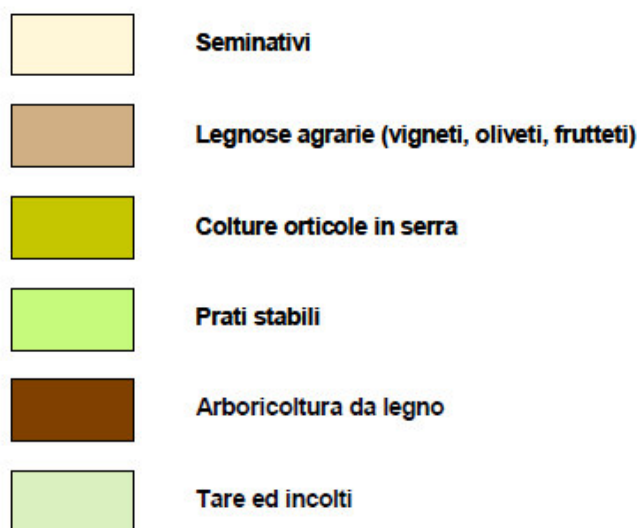 Seminativi
Legnose agrarie (vigneti, oliveti, frutteti)
Colture orticole in serra
Prati stabili
Arboricoltura da legno
Tare ed incolti